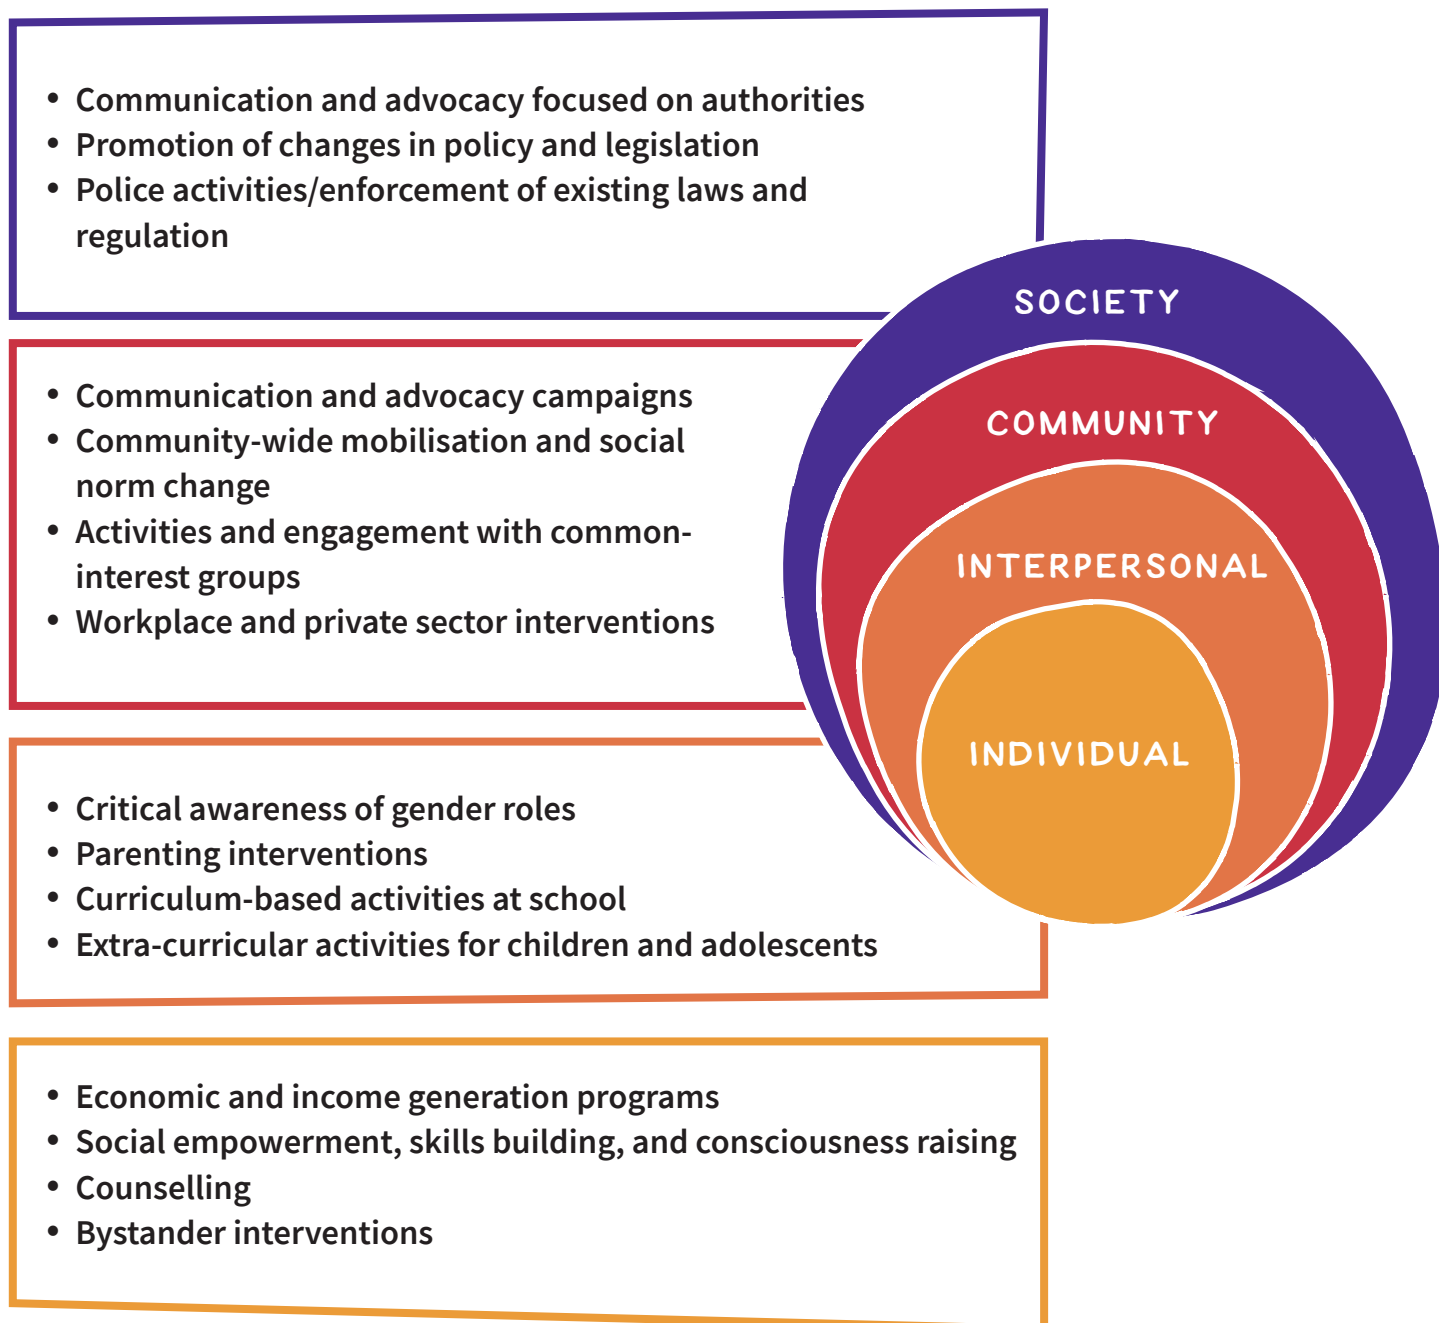 • Communication and advocacy focused on authorities
• Promotion of changes in policy and legislation
• Police activities/enforcement of existing laws and
regulation
SOCIETY
• Communication and advocacy campaigns
• Community-wide mobilisation and social
norm change
• Activities and engagement with common-
interest groups
• Workplace and private sector interventions
COMMUNITY
INTERPERSONAL
INDIVIDUAL
• Critical awareness of gender roles
• Parenting interventions
• Curriculum-based activities at school
• Extra-curricular activities for children and adolescents
• Economic and income generation programs
• Social empowerment, skills building, and consciousness raising
• Counselling
• Bystander interventions